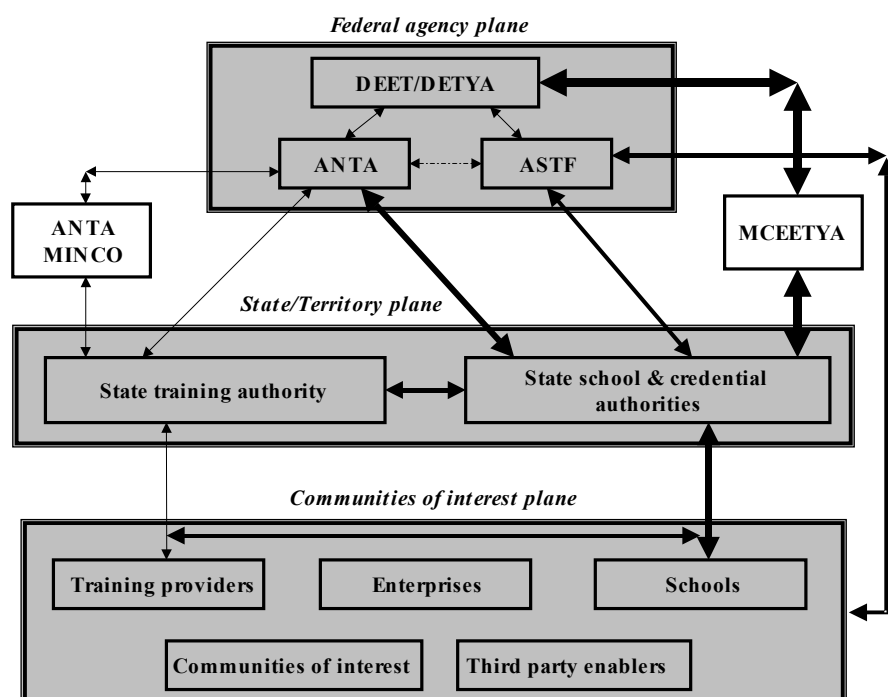 Federal agency plane
DEET/DETYA
ANTA
ASTF
ANTA
MINCO
MCEETYA
State/Territory plane
State training authority
State school & credential
authorities
Communities of interest plane
Training providers
Enterprises
Schools
Communities of interest
Third party enablers